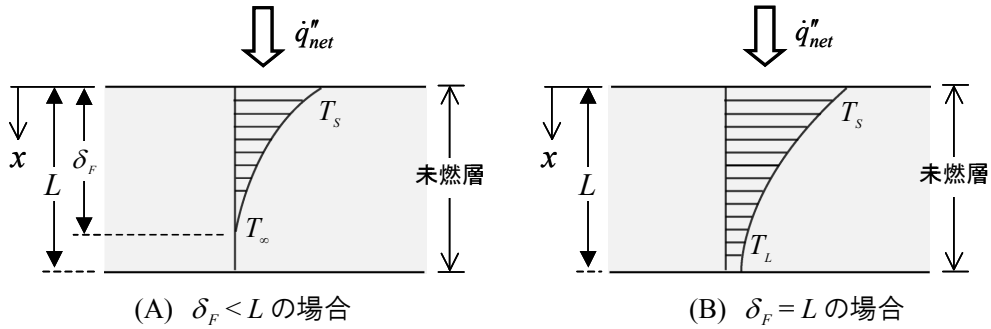 q̇″net q̇″net
x L δF TS T∞ 未燃層
x L TS TL 未燃層
(A) δF < L の場合 (B) δF = L の場合